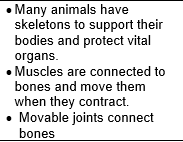 • Many animals have
skeletons to support their
bodies and protect vital
organs.
• Muscles are connected to
bones and move them
when they contract.
• Movable joints connect
bones